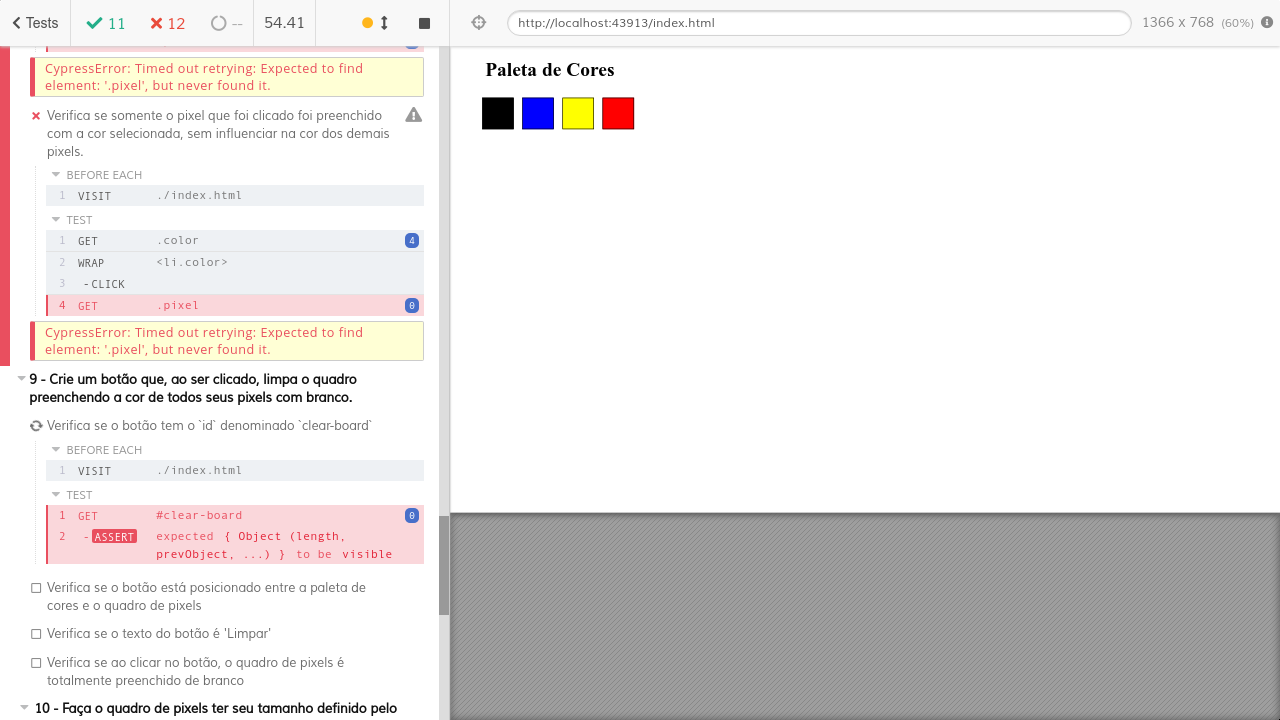 Tests 11 12 -- 54.41 http://localhost:43913/index.html 1366 x 768 (60%)
CypressError: Timed out retrying: Expected to find
element: '.pixel', but never found it.
Verifica se somente o pixel que foi clicado foi preenchido
com a cor selecionada, sem influenciar na cor dos demais
pixels.
BEFORE EACH
1 VISIT ./index.html
TEST
1 GET .color 4
2 WRAP <li.color>
3 -CLICK
4 GET .pixel 0
CypressError: Timed out retrying: Expected to find
element: '.pixel', but never found it.
9 - Crie um botão que, ao ser clicado, limpa o quadro
preenchendo a cor de todos seus pixels com branco.
Verifica se o botão tem o `id` denominado `clear-board`
BEFORE EACH
1 VISIT ./index.html
TEST
1 GET #clear-board 0
2 -ASSERT expected { Object (length,
prevObject, ...) } to be visible
Verifica se o botão está posicionado entre a paleta de
cores e o quadro de pixels
Verifica se o texto do botão é 'Limpar'
Verifica se ao clicar no botão, o quadro de pixels é
totalmente preenchido de branco
10 - Faça o quadro de pixels ter seu tamanho definido pelo
Paleta de Cores